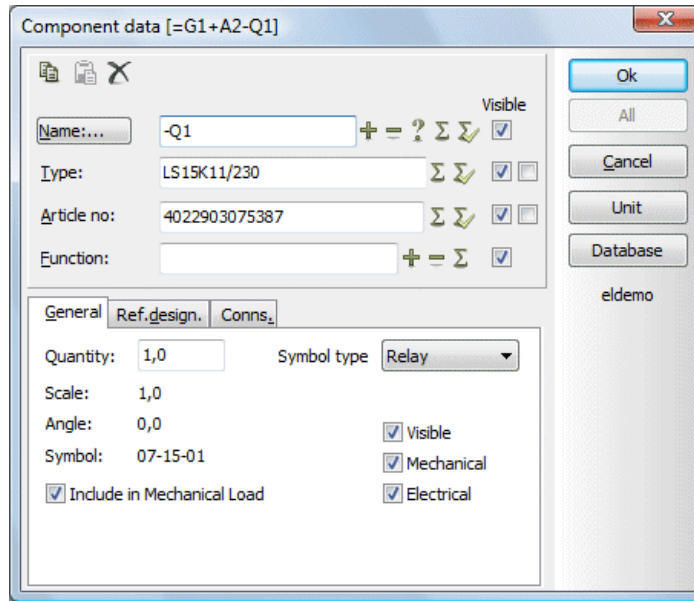 Component data [=G1+A2-Q1]
Visible
Name:... -Q1
Type: LS15K11/230
Article no: 4022903075387
Function:
Ok
All
Cancel
Unit
Database
eldemo
General Ref.design. Conns.
Quantity: 1,0 Symbol type Relay
Scale: 1,0
Angle: 0,0 Visible
Symbol: 07-15-01 Mechanical
Include in Mechanical Load Electrical